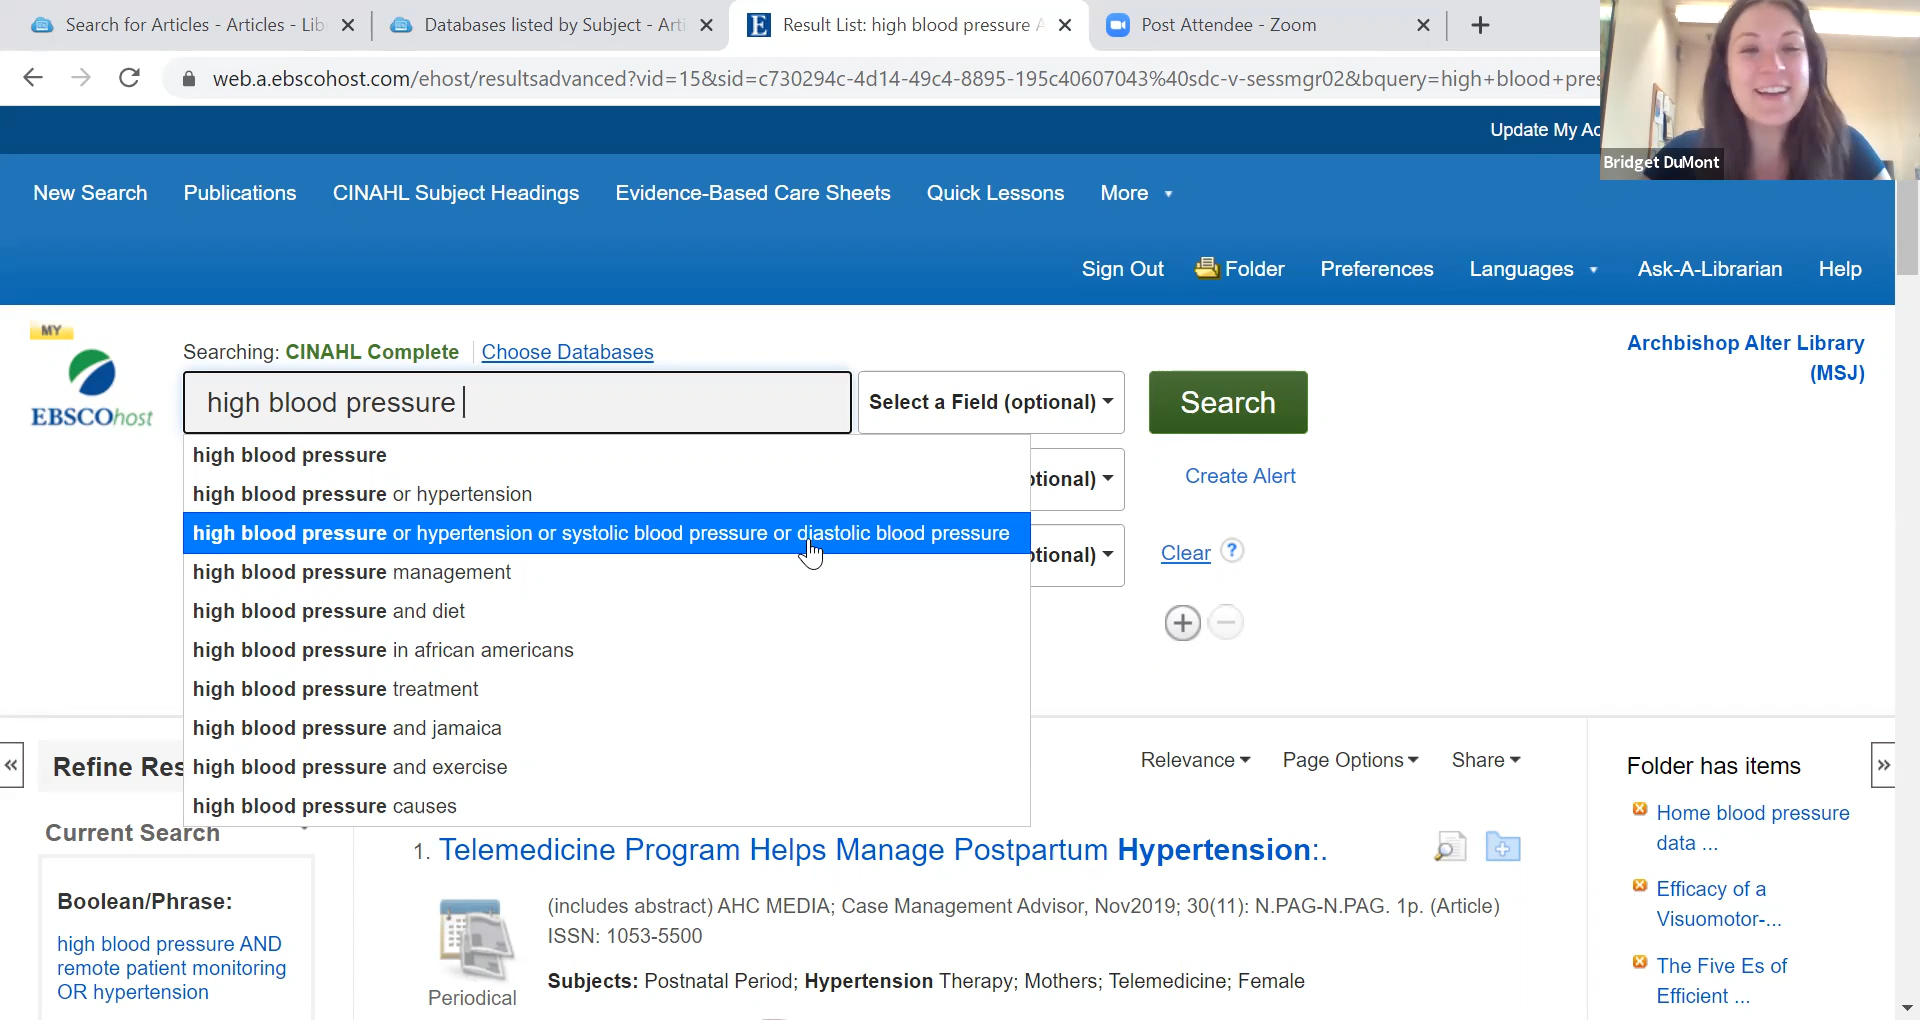 Search for Articles - Articles - Lib
Databases listed by Subject - Arti
Result List: high blood pressure A
Post Attendee - Zoom
web.a.ebscohost.com/ehost/resultsadvanced?vid=15&sid=c730294c-4d14-49c4-8895-195c40607043%40sdc-v-sessmgr02&bquery=high+blood+pres
Update My Ac
Bridget DuMont
New Search Publications CINAHL Subject Headings Evidence-Based Care Sheets Quick Lessons More
Sign Out Folder Preferences Languages Ask-A-Librarian Help
MY
EBSCOhost
Searching: CINAHL Complete Choose Databases
Archbishop Alter Library
(MSJ)
high blood pressure
Select a Field (optional)
Search
high blood pressure
high blood pressure or hypertension
high blood pressure or hypertension or systolic blood pressure or diastolic blood pressure
high blood pressure management
high blood pressure and diet
high blood pressure in african americans
high blood pressure treatment
high blood pressure and jamaica
high blood pressure and exercise
high blood pressure causes
tional)
Create Alert
tional)
Clear ?
Refine Res
Relevance Page Options Share
Folder has items
Home blood pressure
data ...
Efficacy of a
Visuomotor-...
The Five Es of
Efficient ...
Current Search
Boolean/Phrase:
high blood pressure AND
remote patient monitoring
OR hypertension
1. Telemedicine Program Helps Manage Postpartum Hypertension:.
(includes abstract) AHC MEDIA; Case Management Advisor, Nov2019; 30(11): N.PAG-N.PAG. 1p. (Article)
ISSN: 1053-5500
Subjects: Postnatal Period; Hypertension Therapy; Mothers; Telemedicine; Female
Periodical